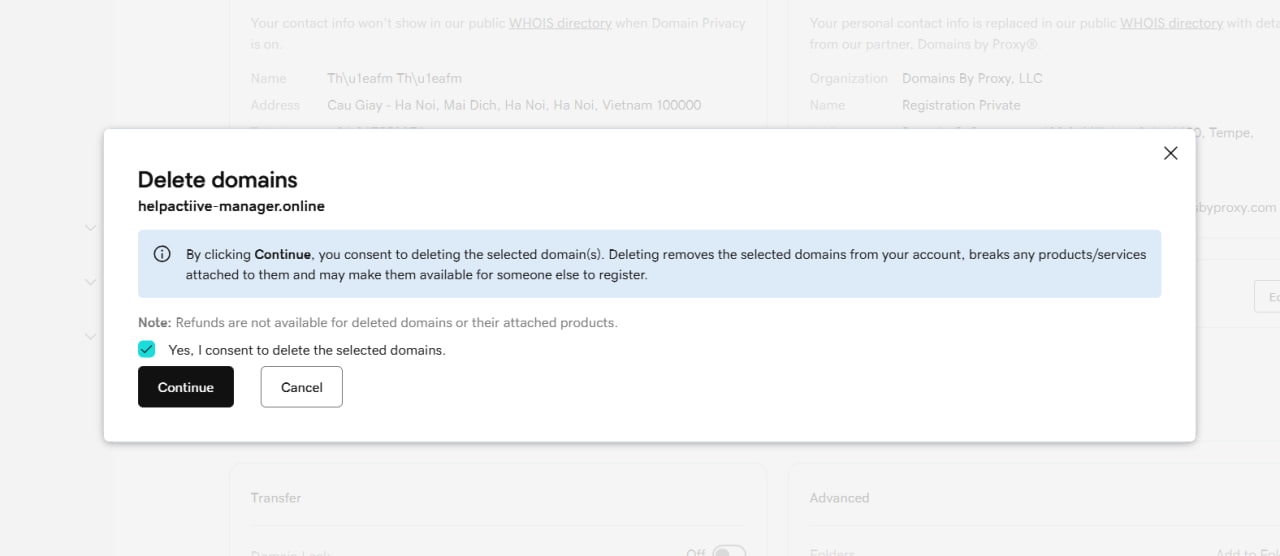 Your contact info won't show in our public WHOIS directory when Domain Privacy
is on.
Name Th\u1eafm Th\u1eafm
Address Cau Giay - Ha Noi, Mai Dich, Ha Noi, Ha Noi, Vietnam 100000
Your personal contact info is replaced in our public WHOIS directory with deta
from our partner, Domains by Proxy®.
Organization Domains By Proxy, LLC
Name Registration Private
Tempe,
sbyproxy.com
Delete domains
helpactiive-manager.online
By clicking Continue, you consent to deleting the selected domain(s). Deleting removes the selected domains from your account, breaks any products/services
attached to them and may make them available for someone else to register.
Note: Refunds are not available for deleted domains or their attached products.
Yes, I consent to delete the selected domains.
Continue Cancel
Ed
Transfer
Domain Lock Off
Advanced
Folders Add to Fol